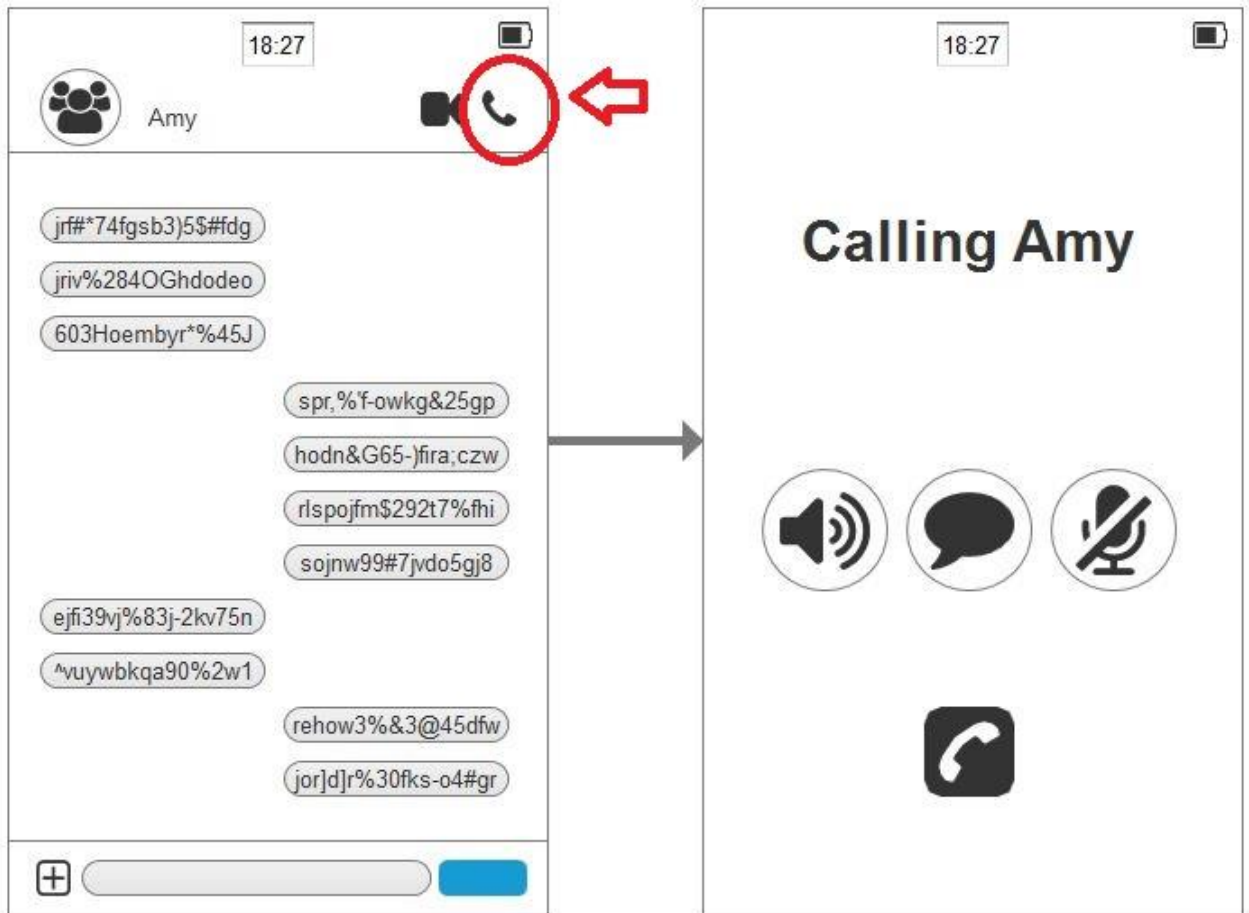 18:27
Amy
jrf#*74fgsb3)5$#fdg
jriv%284OGhdodeo
603Hoembyr*%45J
spr,%'f-owkg&25gp
hodn&G65-)fira;czw
rlspojfm$292t7%fhi
sojnw99#7jvdo5gj8
ejfi39vj%83j-2kv75n
^vuywbkqa90%2w1
rehow3%&3@45dfw
jor]d]r%30fks-o4#gr
18:27
Calling Amy